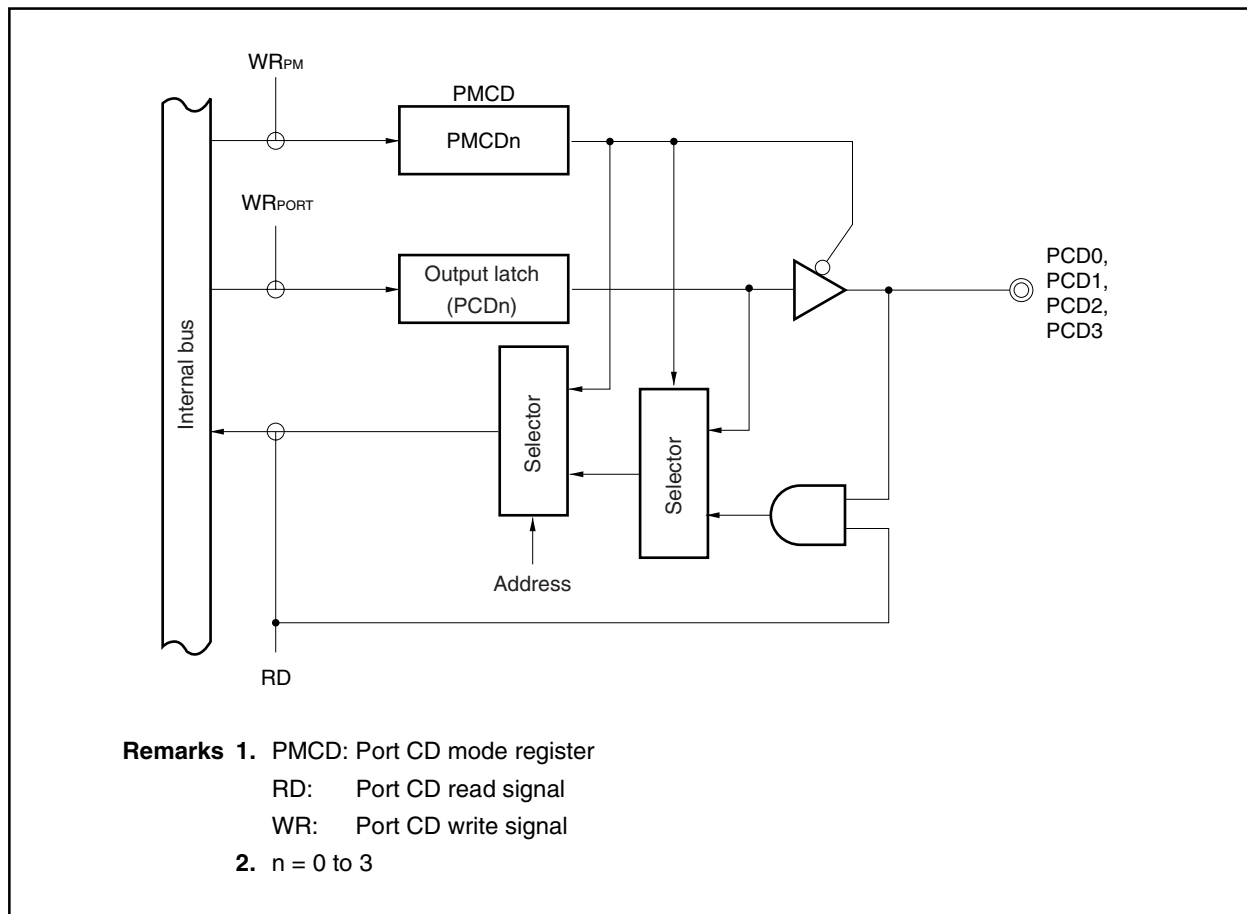 WRPM
PMCD
PMCDn
WRPORT
Output latch
(PCDn)
PCD0,
PCD1,
PCD2,
PCD3
Internal bus
Selector
Selector
Address
RD
Remarks 1. PMCD: Port CD mode register
RD: Port CD read signal
WR: Port CD write signal
2. n = 0 to 3